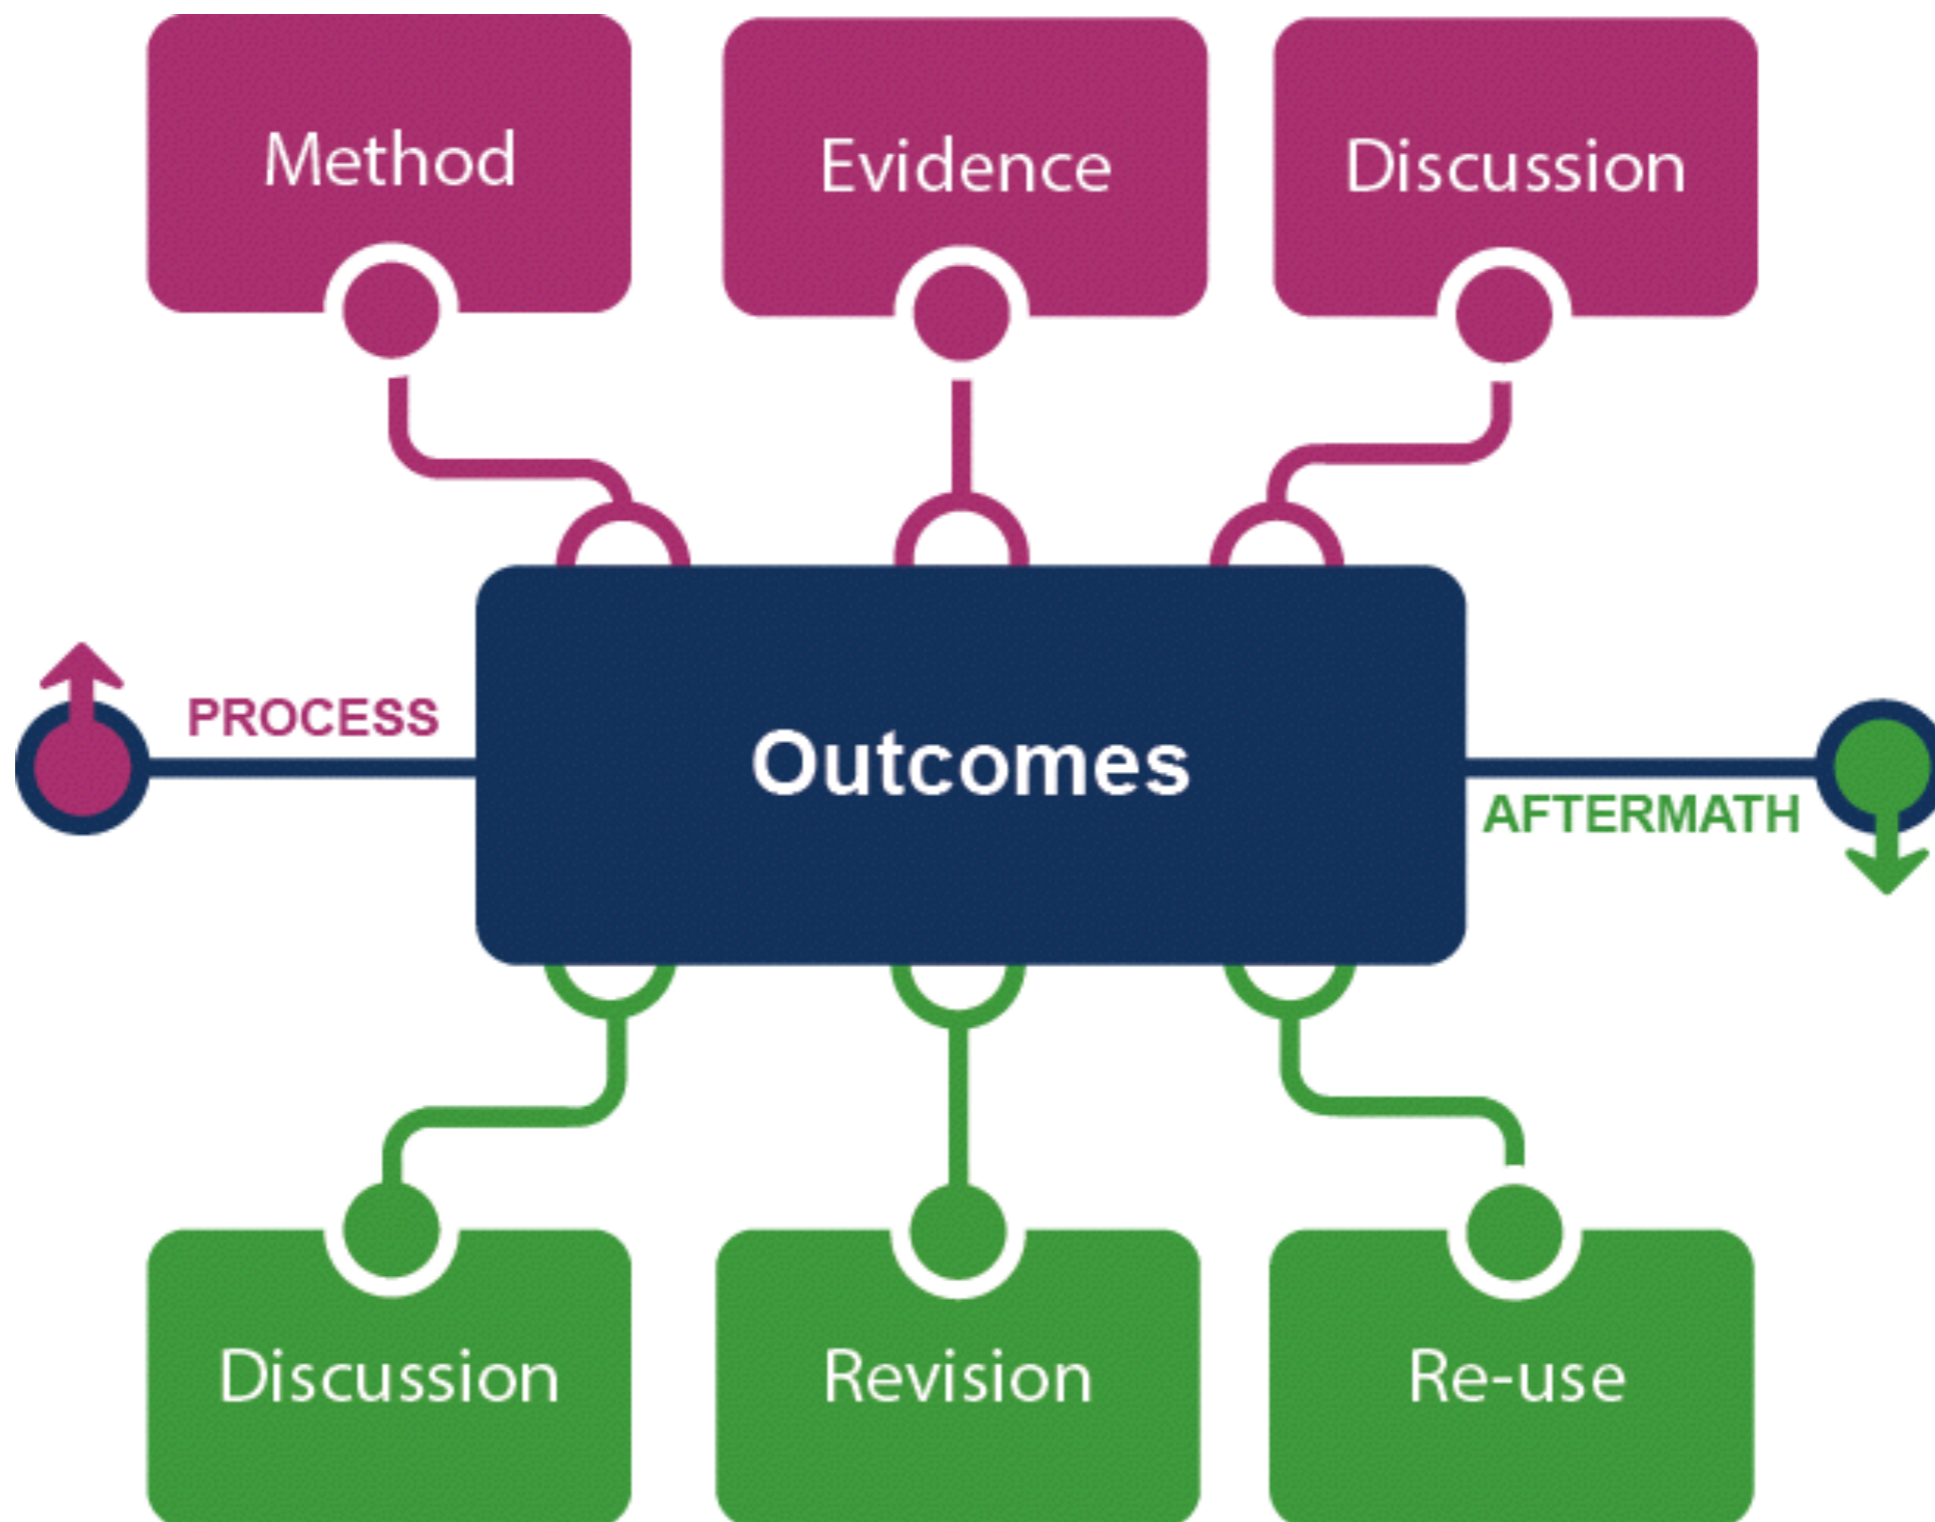 Method
Evidence
Discussion
PROCESS
Outcomes
AFTERMATH
Discussion
Revision
Re-use